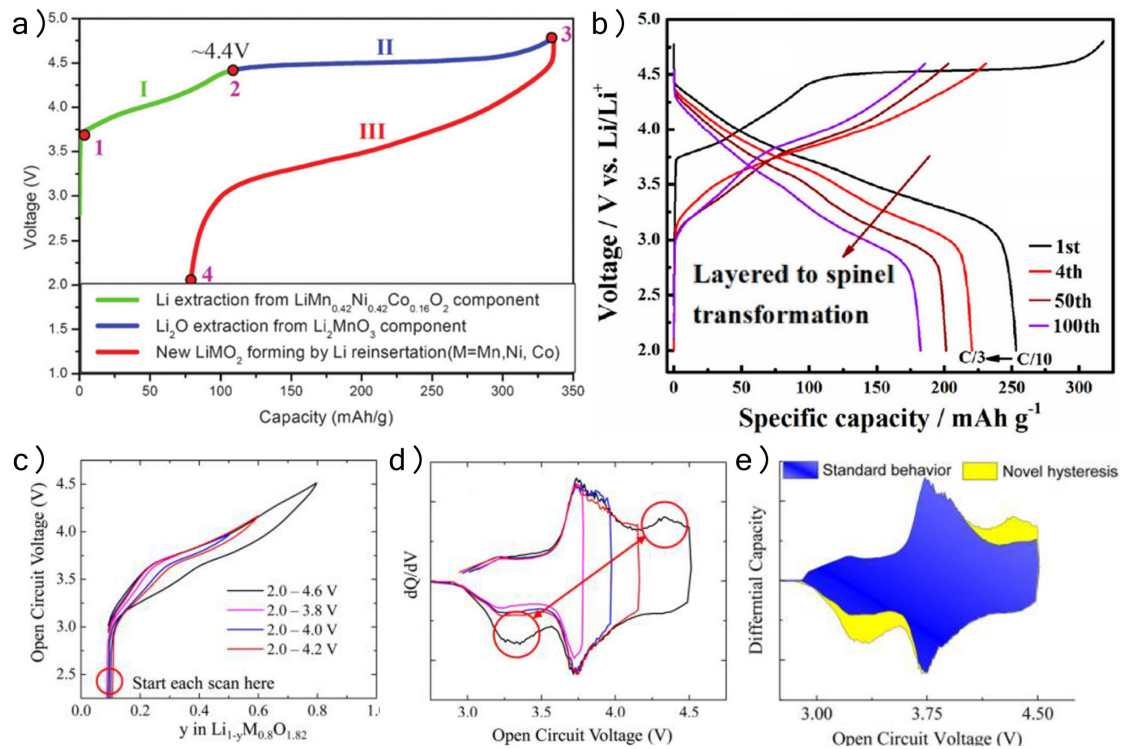 a)
5.0
4.5
4.0
3.5
3.0
2.5
2.0
1.5
1.0
Voltage (V)
~4.4V
I
II
III
1
2
3
4
Li extraction from LiMn0.42Ni0.42Co0.16O2 component
Li2O extraction from Li2MnO3 component
New LiMO2 forming by Li reinsertation(M=Mn,Ni, Co)
0 50 100 150 200 250 300 350
Capacity (mAh/g)
b)
5.0
4.5
4.0
3.5
3.0
2.5
2.0
Voltage / V vs. Li/Li+
Layered to spinel
transformation
1st
4th
50th
100th
C/3 C/10
0 50 100 150 200 250 300
Specific capacity / mAh g-1
c)
5.0
4.5
4.0
3.5
3.0
2.5
Open Circuit Voltage (V)
2.0 – 4.6 V
2.0 – 3.8 V
2.0 – 4.0 V
2.0 – 4.2 V
Start each scan here
0.0 0.2 0.4 0.6 0.8 1.
y in Li1-yM0.8O1.82
d)
dQ/dV
3.0 3.5 4.0 4.5
Open Circuit Voltage (V)
e)
Standard behavior
Novel hysteresis
Differential Capacity
3.00 3.75 4.50
Open Circuit Voltage (V)